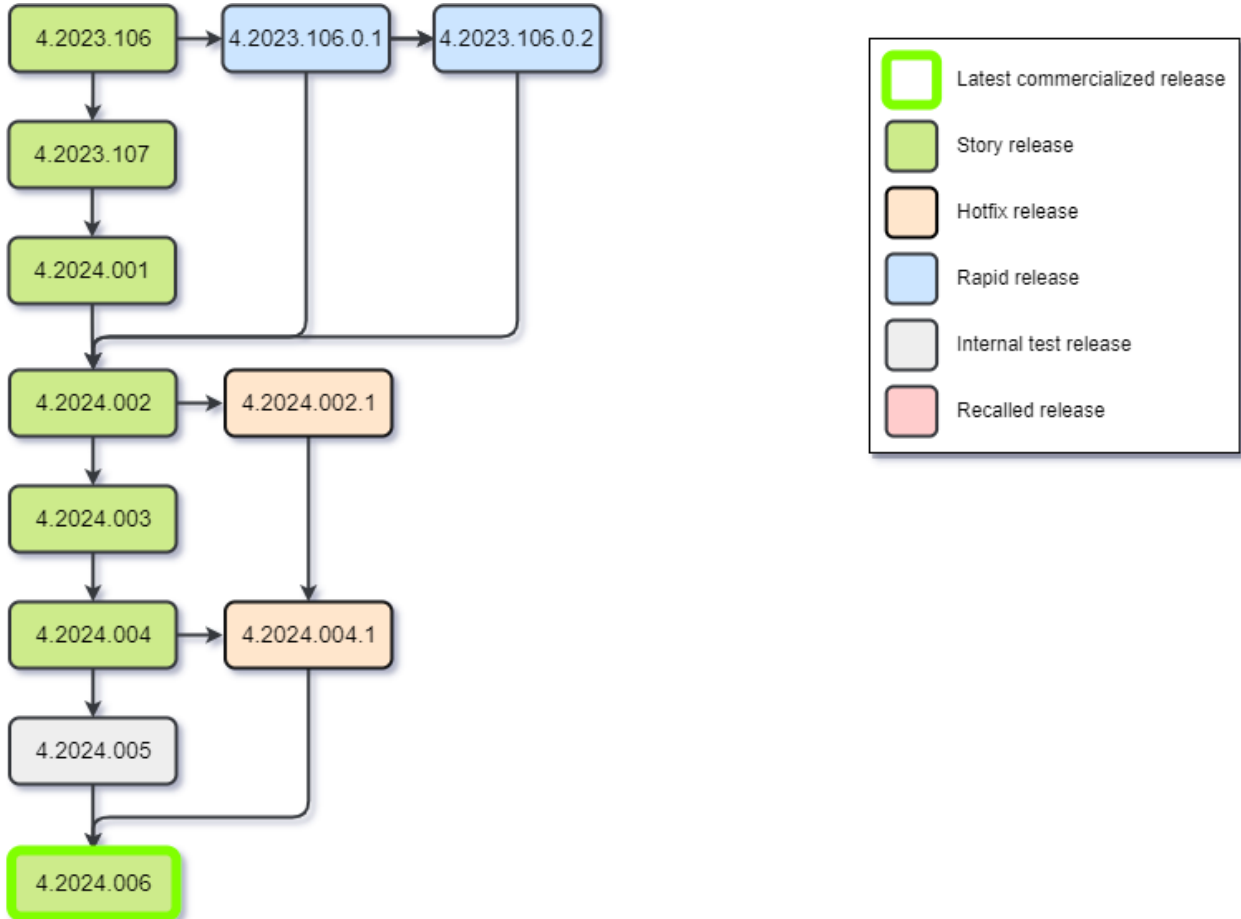 4.2023.106
4.2023.106.0.1
4.2023.106.0.2
4.2023.107
4.2024.001
4.2024.002
4.2024.002.1
4.2024.003
4.2024.004
4.2024.004.1
4.2024.005
4.2024.006
Latest commercialized release
Story release
Hotfix release
Rapid release
Internal test release
Recalled release